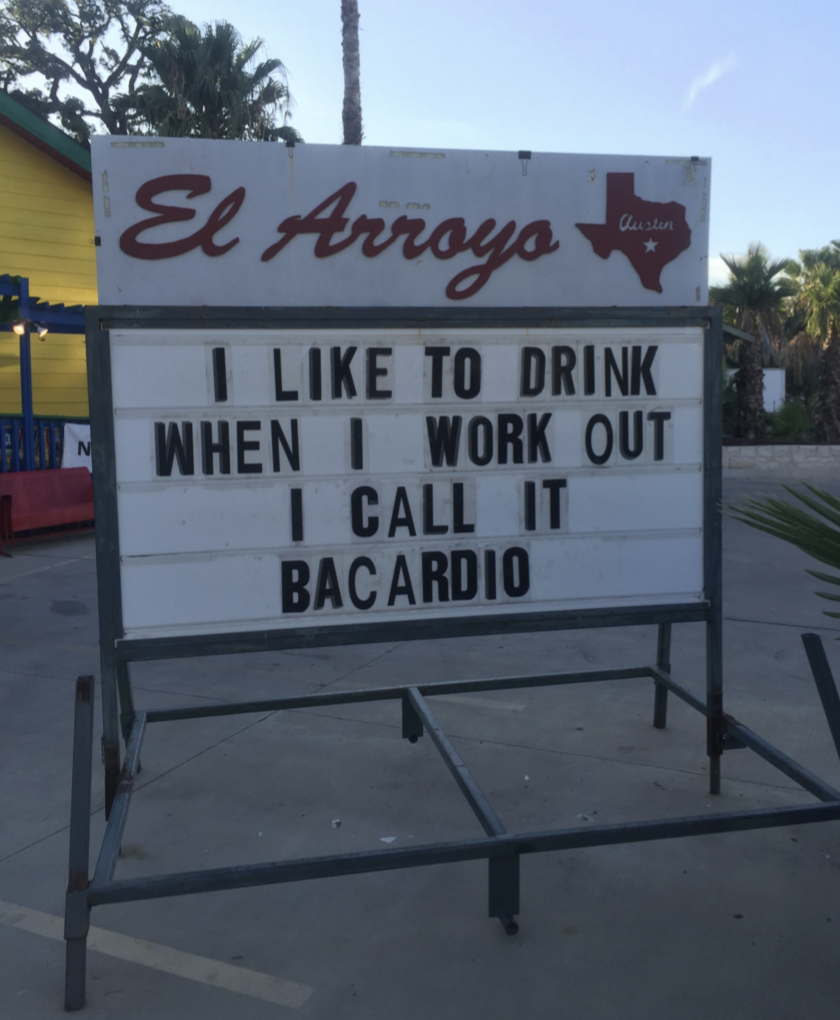 El Arroyo
Austin
I LIKE TO DRINK
WHEN I WORK OUT
I CALL IT
BACARDIO
N